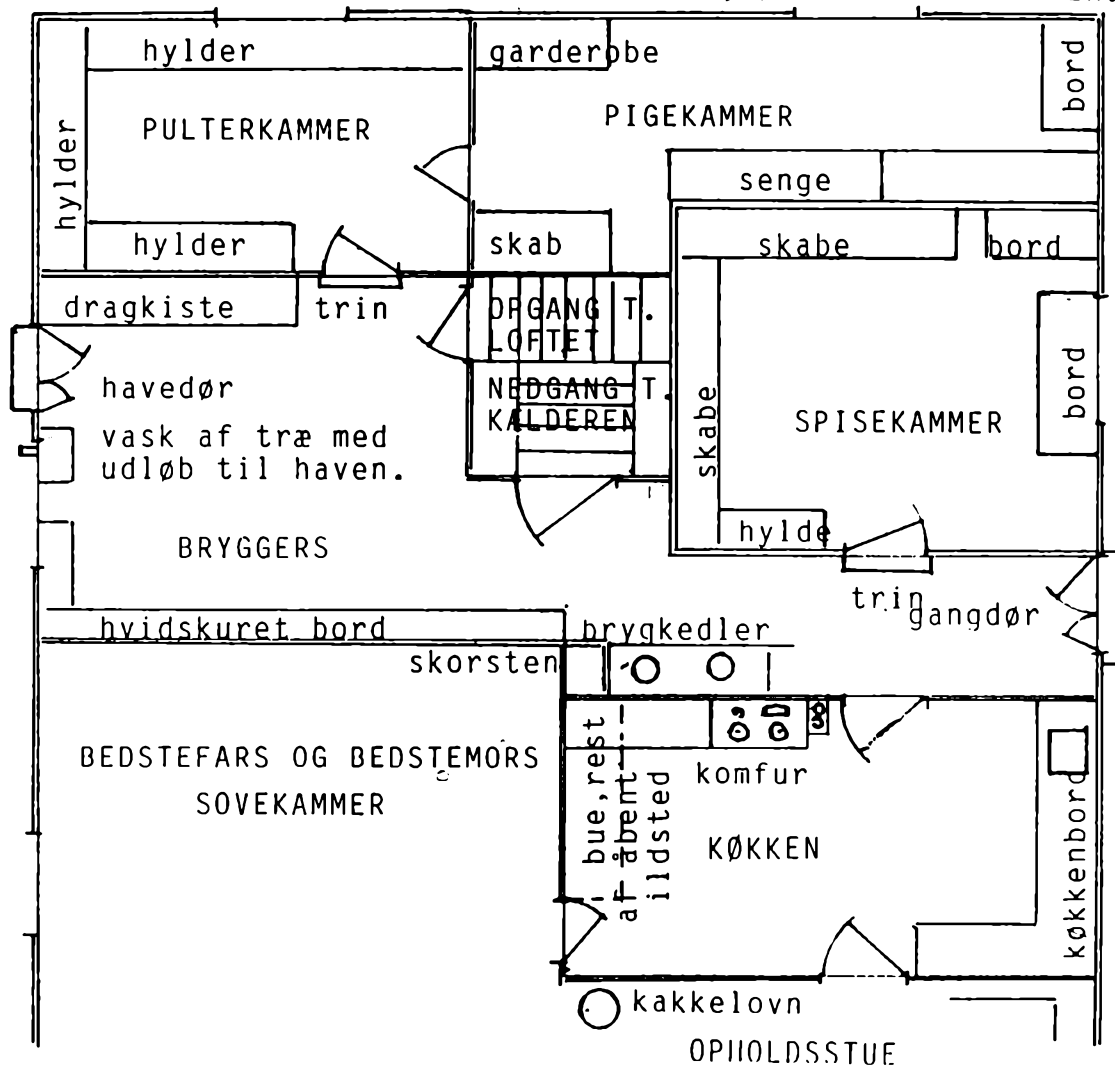 hylder
garderobe
bord
PULTERKAMMER
PIGEKAMMER
hylder
senge
hylder
skab
skabe
bord
dragkiste
trin
OPGANG T.
LOFTET
havedør
NEDGANG T.
KÆLDEREN
bord
vask af træ med
udløb til haven.
skabe
SPISEKAMMER
BRYGGERS
hylde
trin
gangdør
hvidskuret bord
brygkedler
skorsten
BEDSTEFARS OG BEDSTEMORS
SOVEKAMMER
bue,rest
af åbent
ildsted
komfur
KØKKEN
køkkenbord
kakkelovn
OPHOLDSSTUE